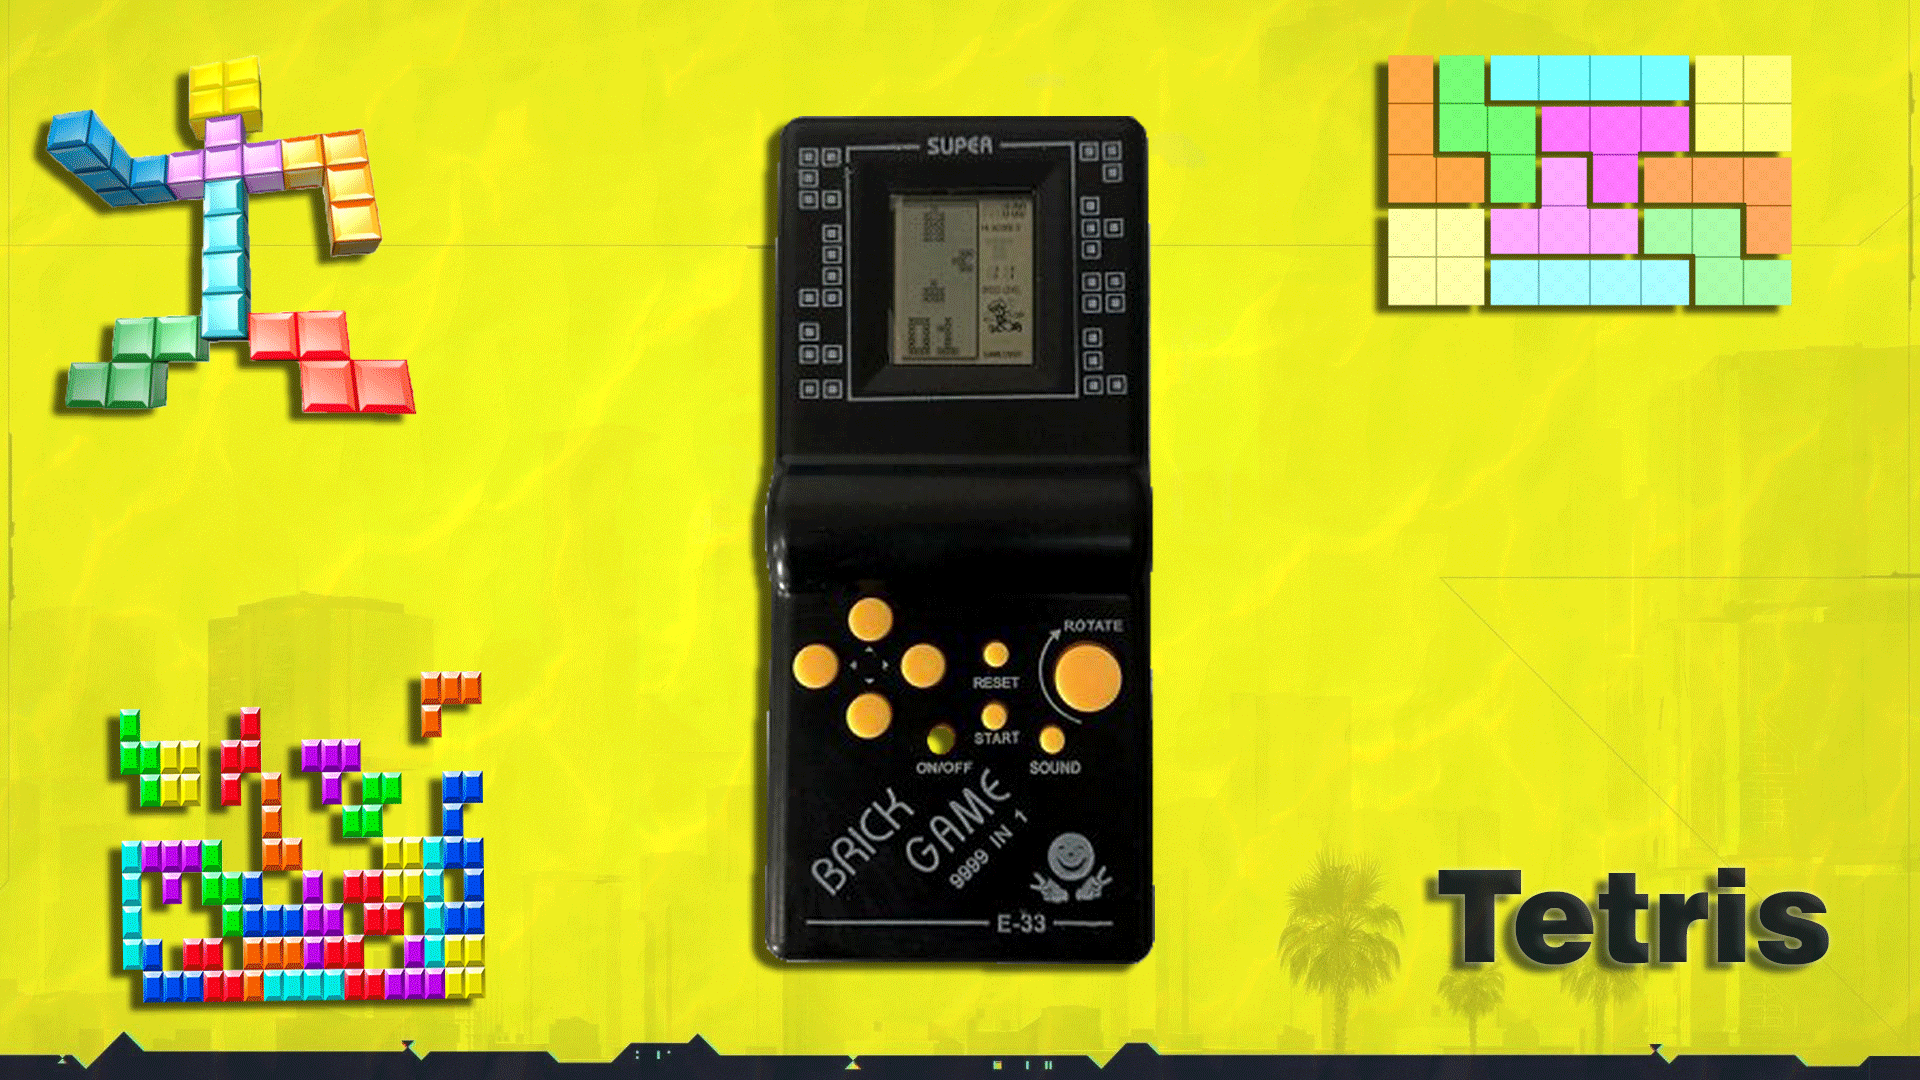 SUPER
ROTATE
RESET
START
ON/OFF
SOUND
BRICK
GAME
9999 IN 1
E-33
Tetris